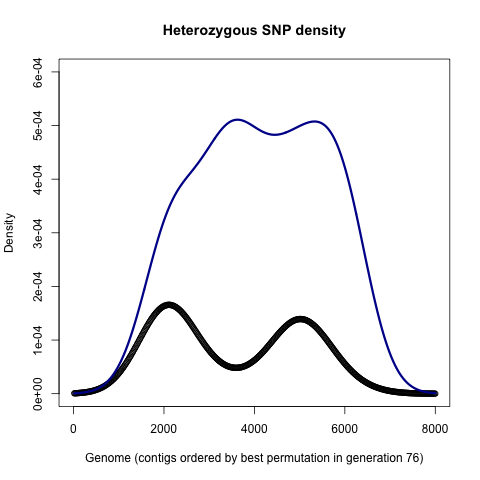 Heterozygous SNP density
6e-04
5e-04
4e-04
3e-04
2e-04
1e-04
0e+00
Density
0 2000 4000 6000 8000
Genome (contigs ordered by best permutation in generation 76)